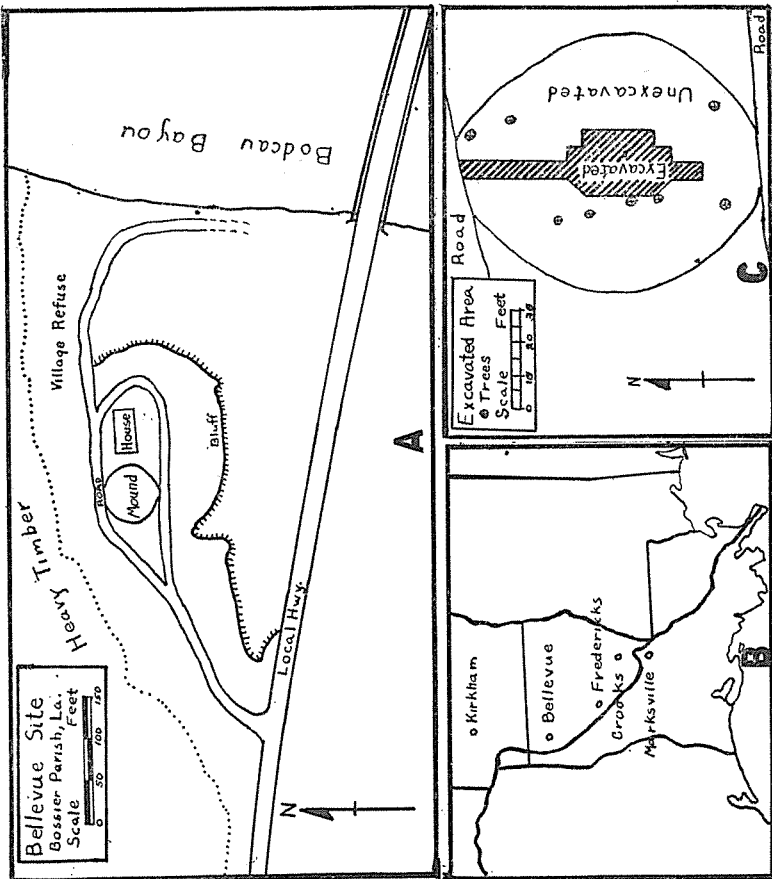 Bellevue Site
Bossier Parish, La.
Scale Feet
0 50 100 150
Heavy Timber
Village Refuse
ROAD
Mound
House
Bluff
Bodcau Bayou
Local Hwy.
N
A
Kirkham
Bellevue
Fredericks
Crooks
Marksville
B
Excavated Area
Trees
Scale Feet
0 10 20 30
Road
Unexcavated
Excavated
Road
N
C